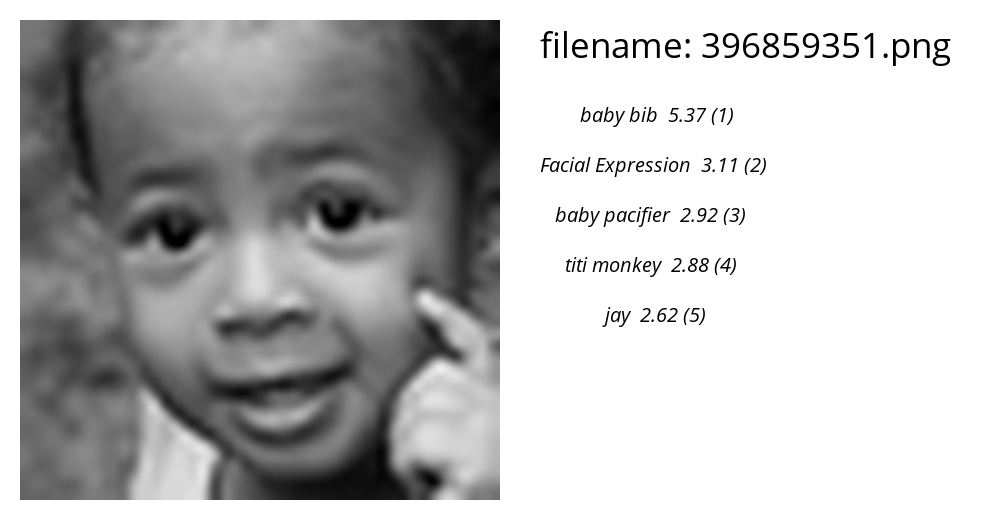 filename: 396859351.png
baby bib 5.37 (1)
Facial Expression 3.11 (2)
baby pacifier 2.92 (3)
titi monkey 2.88 (4)
jay 2.62 (5)